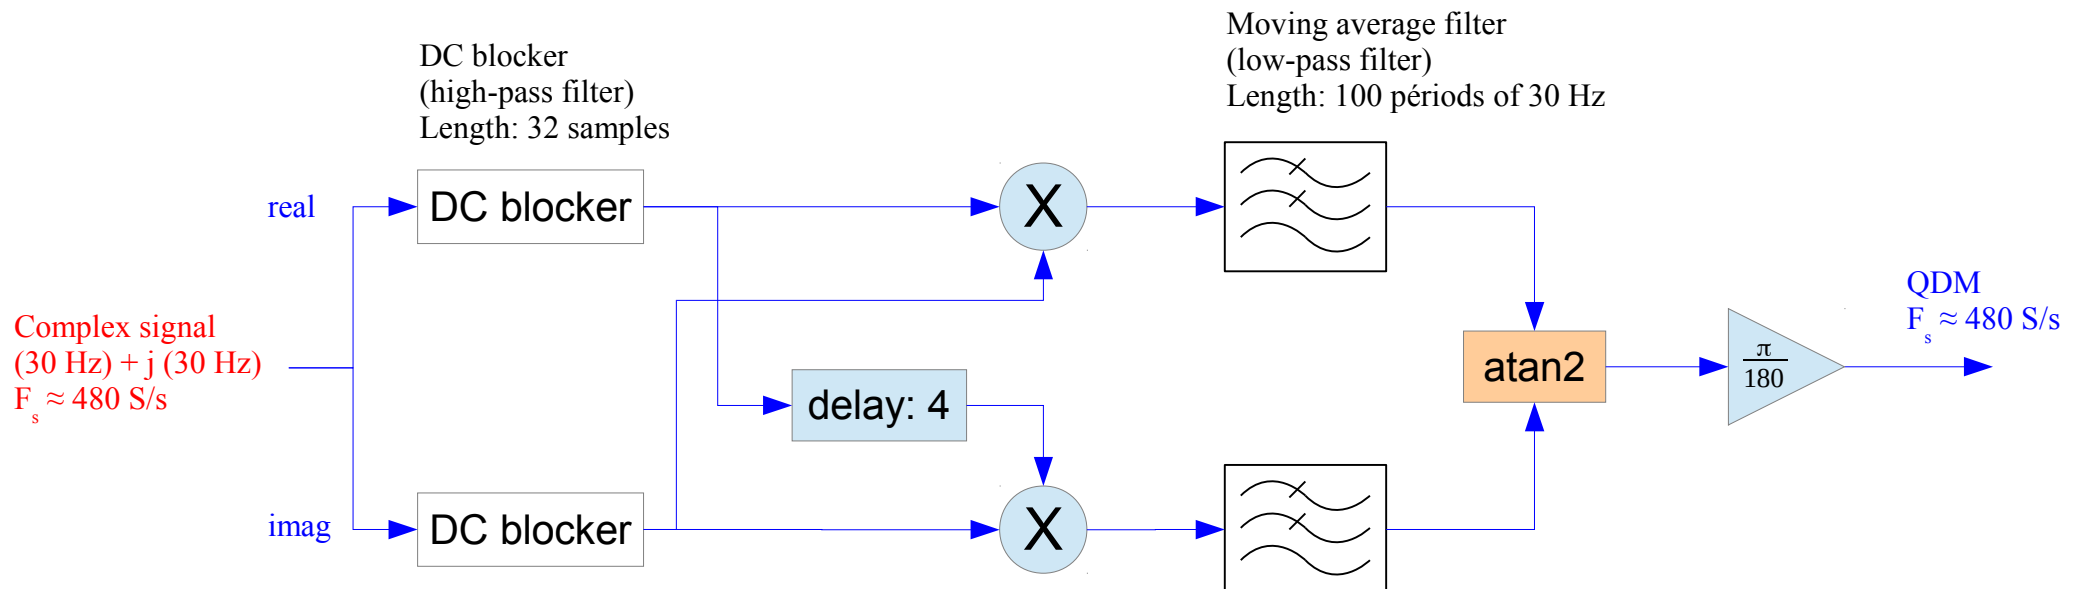 DC blocker
(high-pass filter)
Length: 32 samples
Moving average filter
(low-pass filter)
Length: 100 périods of 30 Hz
real
DC blocker
X
Complex signal
(30 Hz) + j (30 Hz)
Fs ≈ 480 S/s
delay: 4
atan2
π
180
QDM
Fs ≈ 480 S/s
imag
DC blocker
X